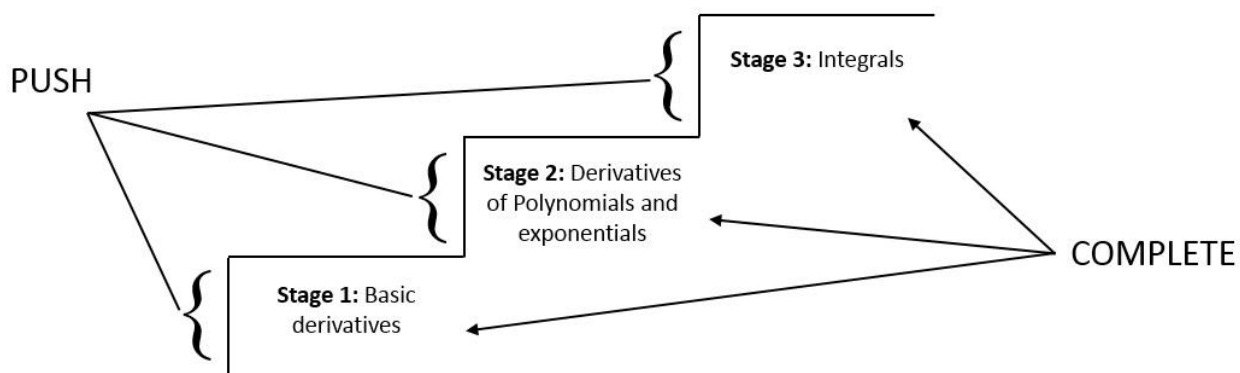 PUSH
Stage 3: Integrals
Stage 2: Derivatives
of Polynomials and
exponentials
COMPLETE
Stage 1: Basic
derivatives